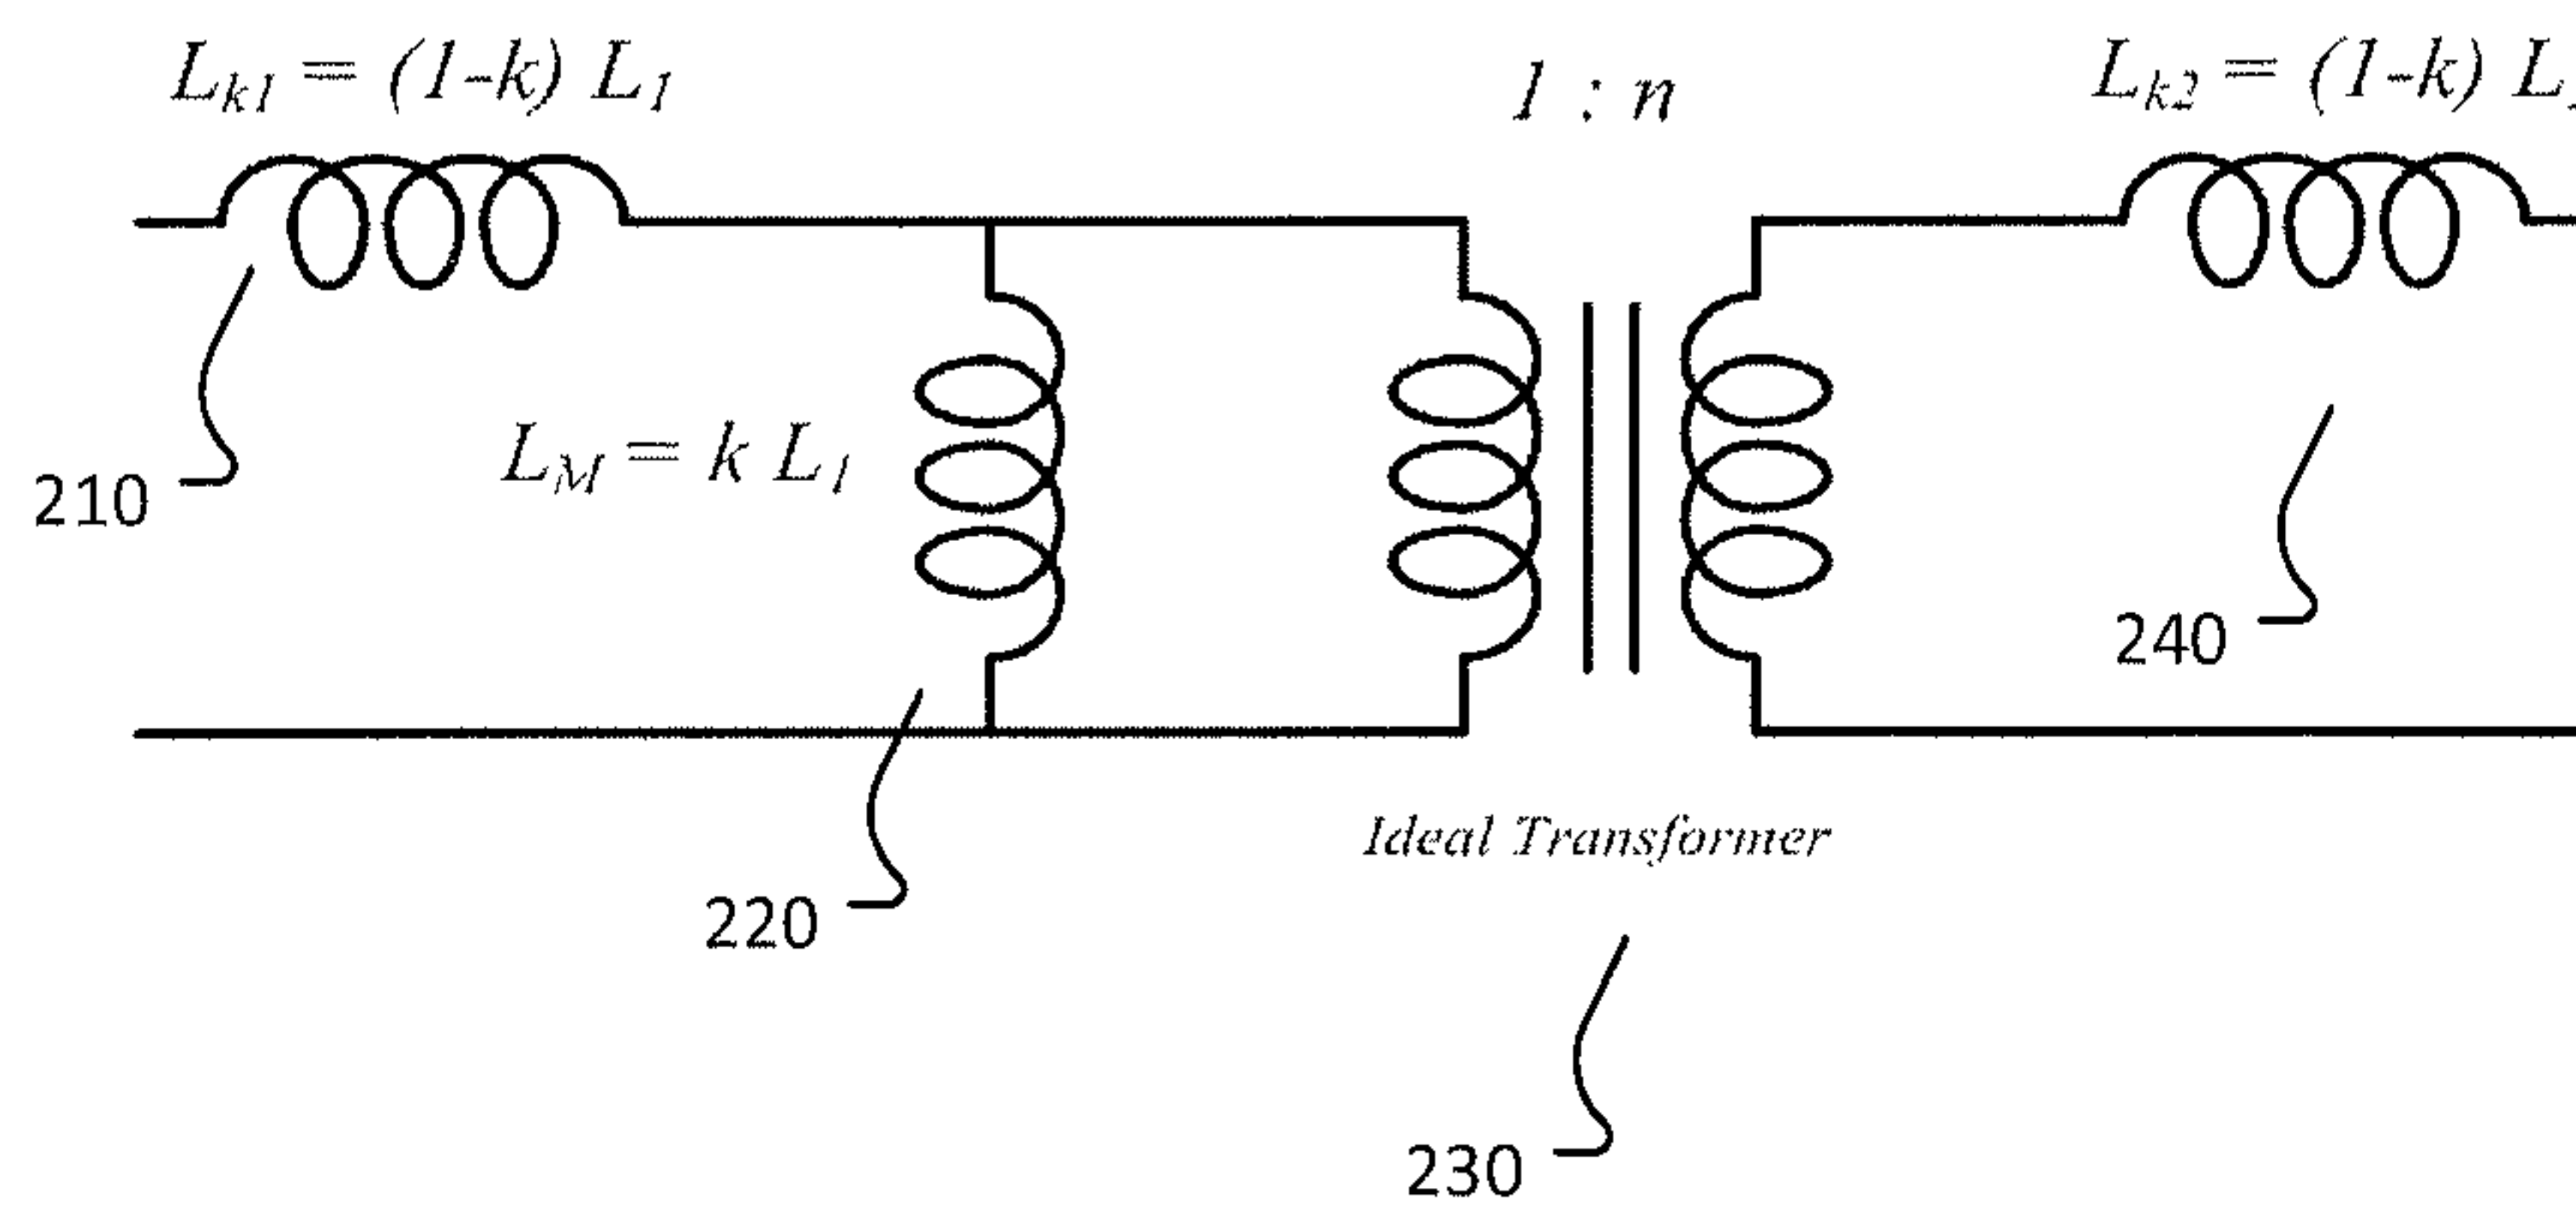 L_{k1} = (1-k) L_1
1 : n
L_{k2} = (1-k) L
L_M = k L_1
210
240
220
Ideal Transformer
230